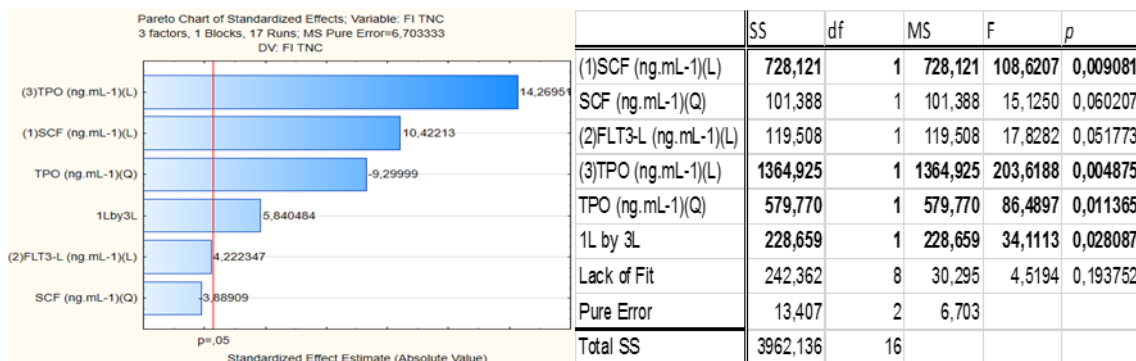 Pareto Chart of Standardized Effects; Variable: FI TNC
3 factors, 1 Blocks, 17 Runs; MS Pure Error=6,703333
DV: FI TNC
(3)TPO (ng.mL-1)(L) 14,26951
(1)SCF (ng.mL-1)(L) 10,42213
TPO (ng.mL-1)(Q) -9,29999
1Lby3L 5,840484
(2)FLT3-L (ng.mL-1)(L) 4,222347
SCF (ng.mL-1)(Q) -3,88909
p=,05
Standardized Effect Estimate (Absolute Value)
SS df MS F p
(1)SCF (ng.mL-1)(L) 728,121 1 728,121 108,6207 0,009081
SCF (ng.mL-1)(Q) 101,388 1 101,388 15,1250 0,060207
(2)FLT3-L (ng.mL-1)(L) 119,508 1 119,508 17,8282 0,051773
(3)TPO (ng.mL-1)(L) 1364,925 1 1364,925 203,6188 0,004875
TPO (ng.mL-1)(Q) 579,770 1 579,770 86,4897 0,011365
1L by 3L 228,659 1 228,659 34,1113 0,028087
Lack of Fit 242,362 8 30,295 4,5194 0,193752
Pure Error 13,407 2 6,703
Total SS 3962,136 16